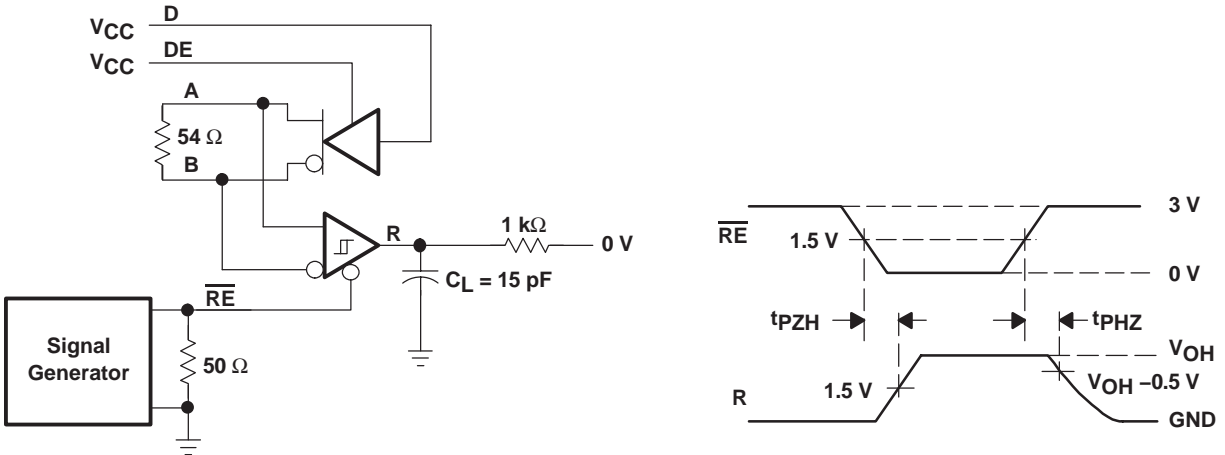 D
VCC
DE
VCC
A
54 Ω
B
R
1 kΩ
0 V
CL = 15 pF
RE
Signal
Generator
50 Ω
3 V
RE
1.5 V
0 V
tPZH
tPHZ
VOH
1.5 V
VOH –0.5 V
R
GND